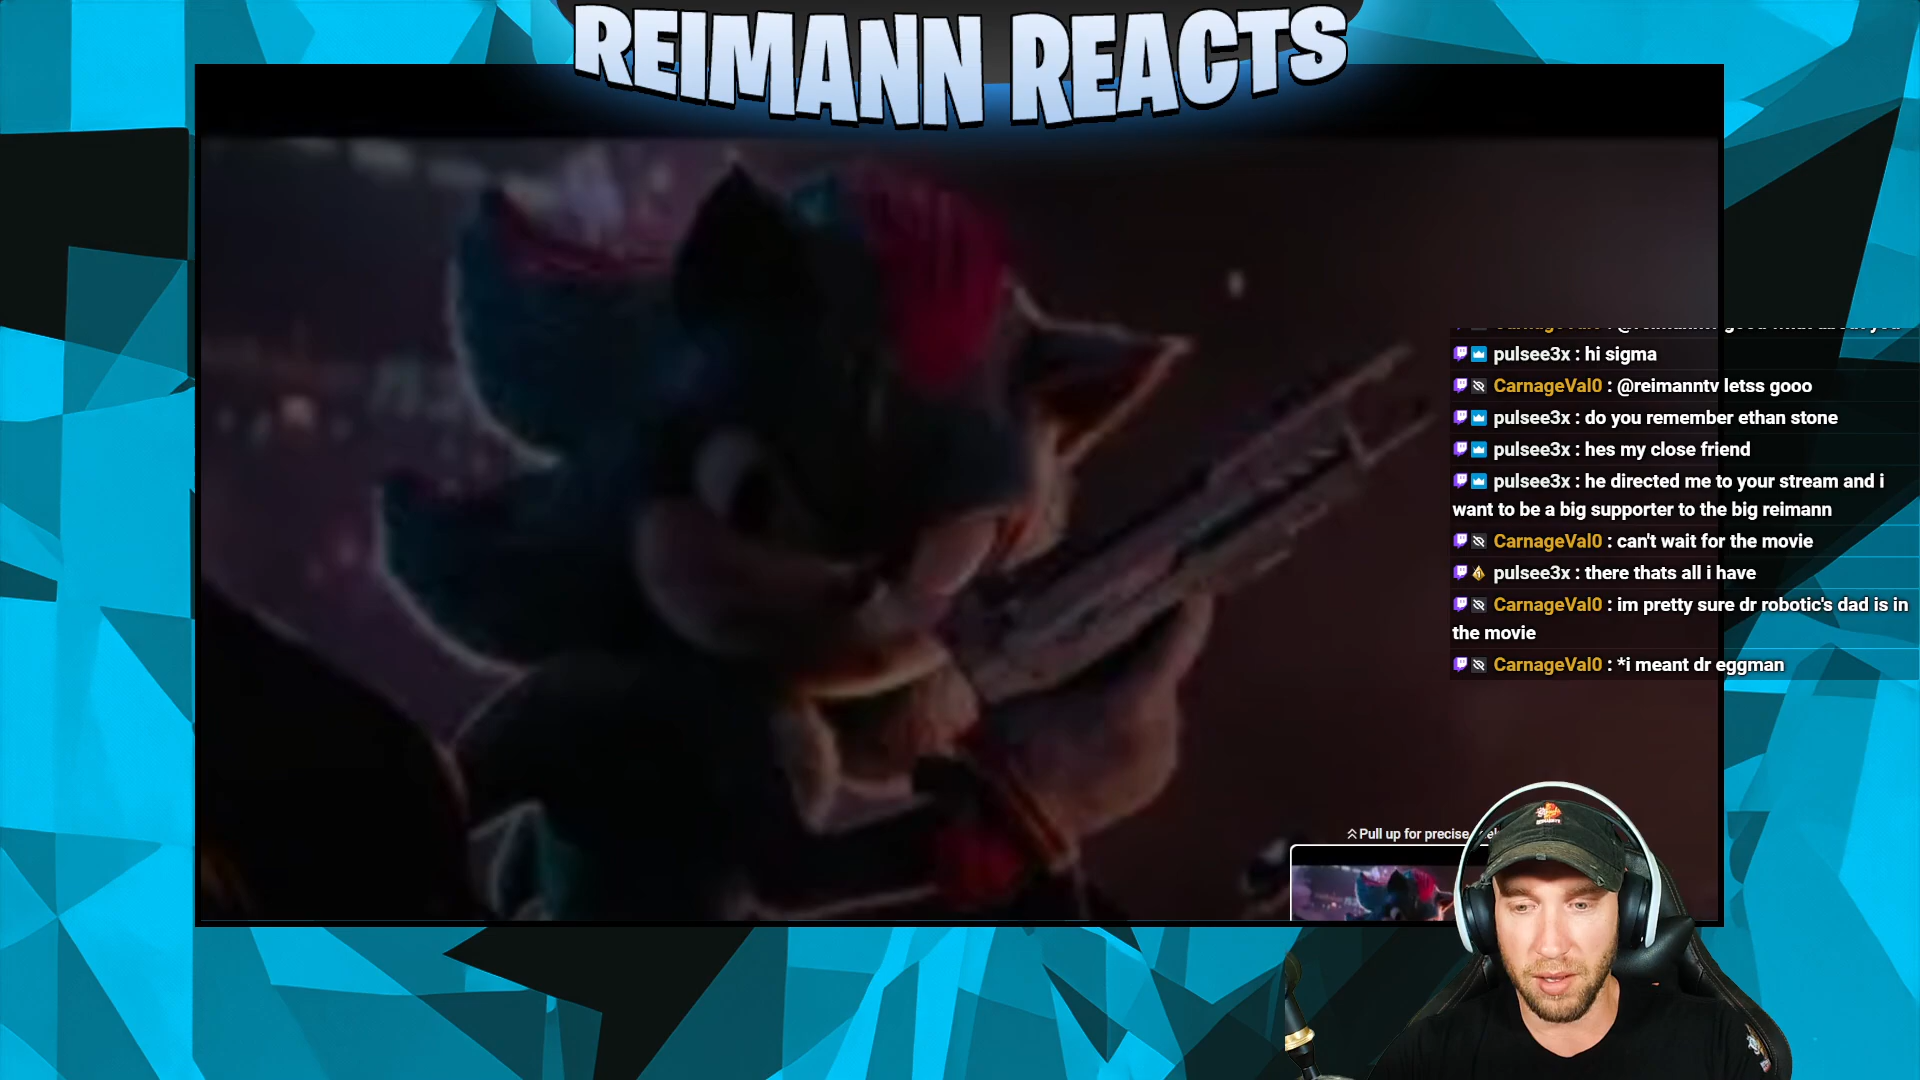 REIMANN REACTS
pulsee3x : hi sigma
CarnageVal0 : @reimanntv letss gooo
pulsee3x : do you remember ethan stone
pulsee3x : hes my close friend
pulsee3x : he directed me to your stream and i
want to be a big supporter to the big reimann
CarnageVal0 : can't wait for the movie
pulsee3x : there thats all i have
CarnageVal0 : im pretty sure dr robotic's dad is in
the movie
CarnageVal0 : *i meant dr eggman
Pull up for precise